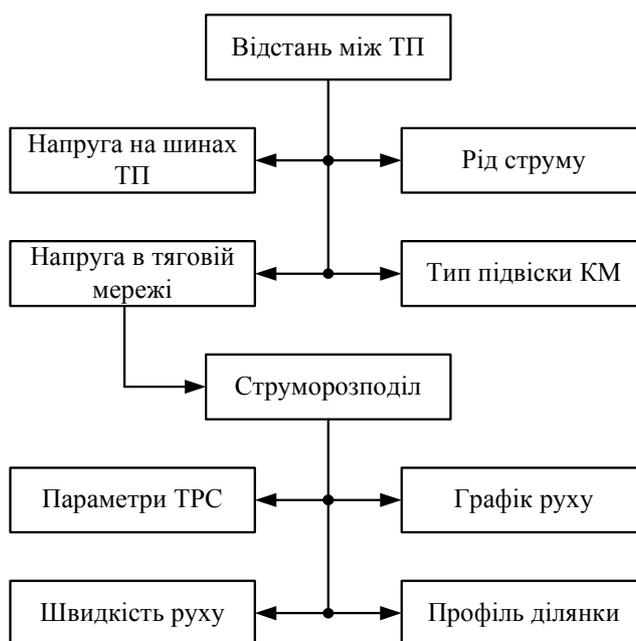 Відстань між ТП
Напруга на шинах
ТП
Рід струму
Напруга в тяговій
мережі
Тип підвіски КМ
Струморозподіл
Параметри ТРС
Графік руху
Швидкість руху
Профіль ділянки